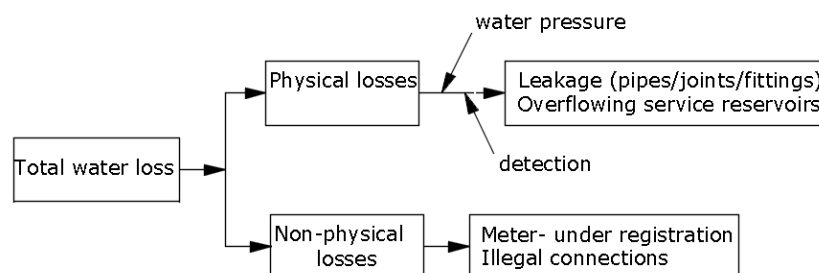 water pressure
Physical losses
Leakage (pipes/joints/fittings)
Overflowing service reservoirs
Total water loss
detection
Non-physical
losses
Meter- under registration
Illegal connections